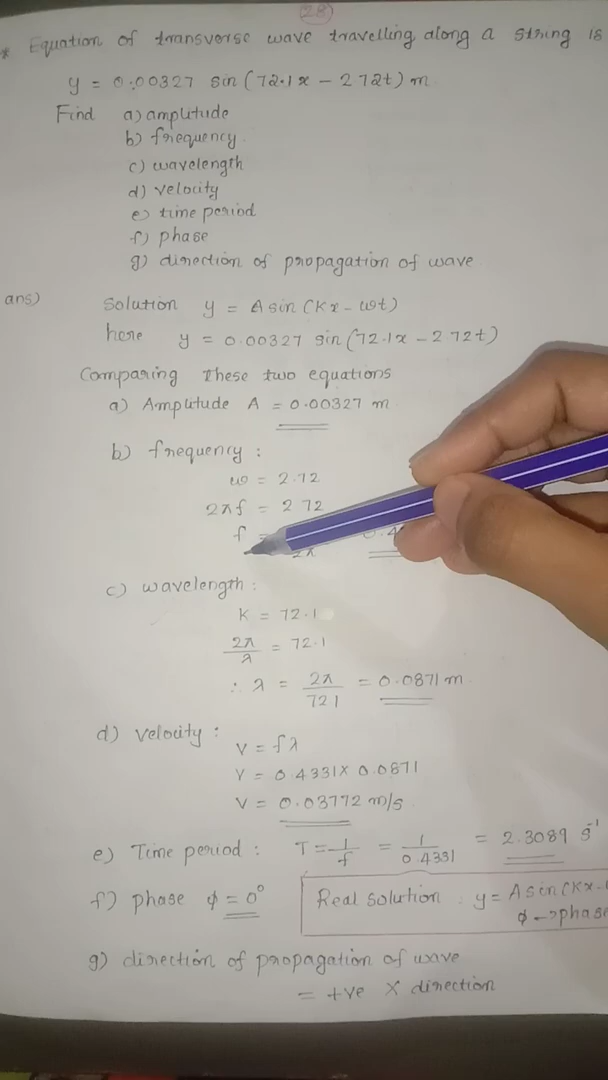 28
* Equation of transverse wave travelling along a string is
y = 0.00327 sin (72.1x - 2.72t) m
Find a) amplitude
b) frequency
c) wavelength
d) velocity
e) time period
f) phase
g) direction of propagation of wave
ans) Solution y = A sin (Kx - ωt)
here y = 0.00327 sin (72.1x - 2.72t)
Comparing These two equations
a) Amplitude A = 0.00327 m
b) frequency :
ω = 2.72
2πf = 2.72
f =
2π
c) wavelength :
K = 72.1
2π/λ = 72.1
∴ λ = 2π/72.1 = 0.0871 m
d) velocity :
V = fλ
V = 0.4331 x 0.0871
V = 0.03772 m/s
e) Time period : T = 1/f = 1/0.4331 = 2.3089 s⁻¹
f) phase ϕ = 0° Real solution : y = A sin (Kx -
ϕ → phase
g) direction of propagation of wave
= +ve X direction